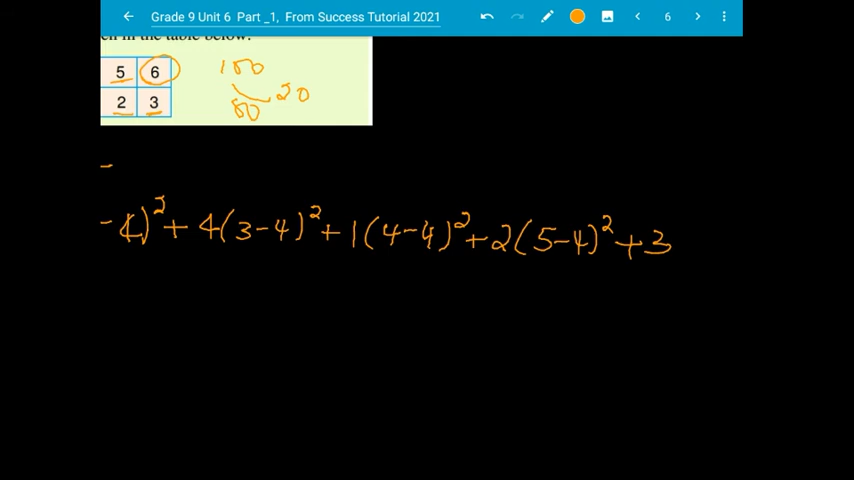 Grade 9 Unit 6 Part _1, From Success Tutorial 2021
6
in the table below.
5 6
2 3
100
80 20
-
-4)² + 4(3-4)² + 1(4-4)² + 2(5-4)² + 3